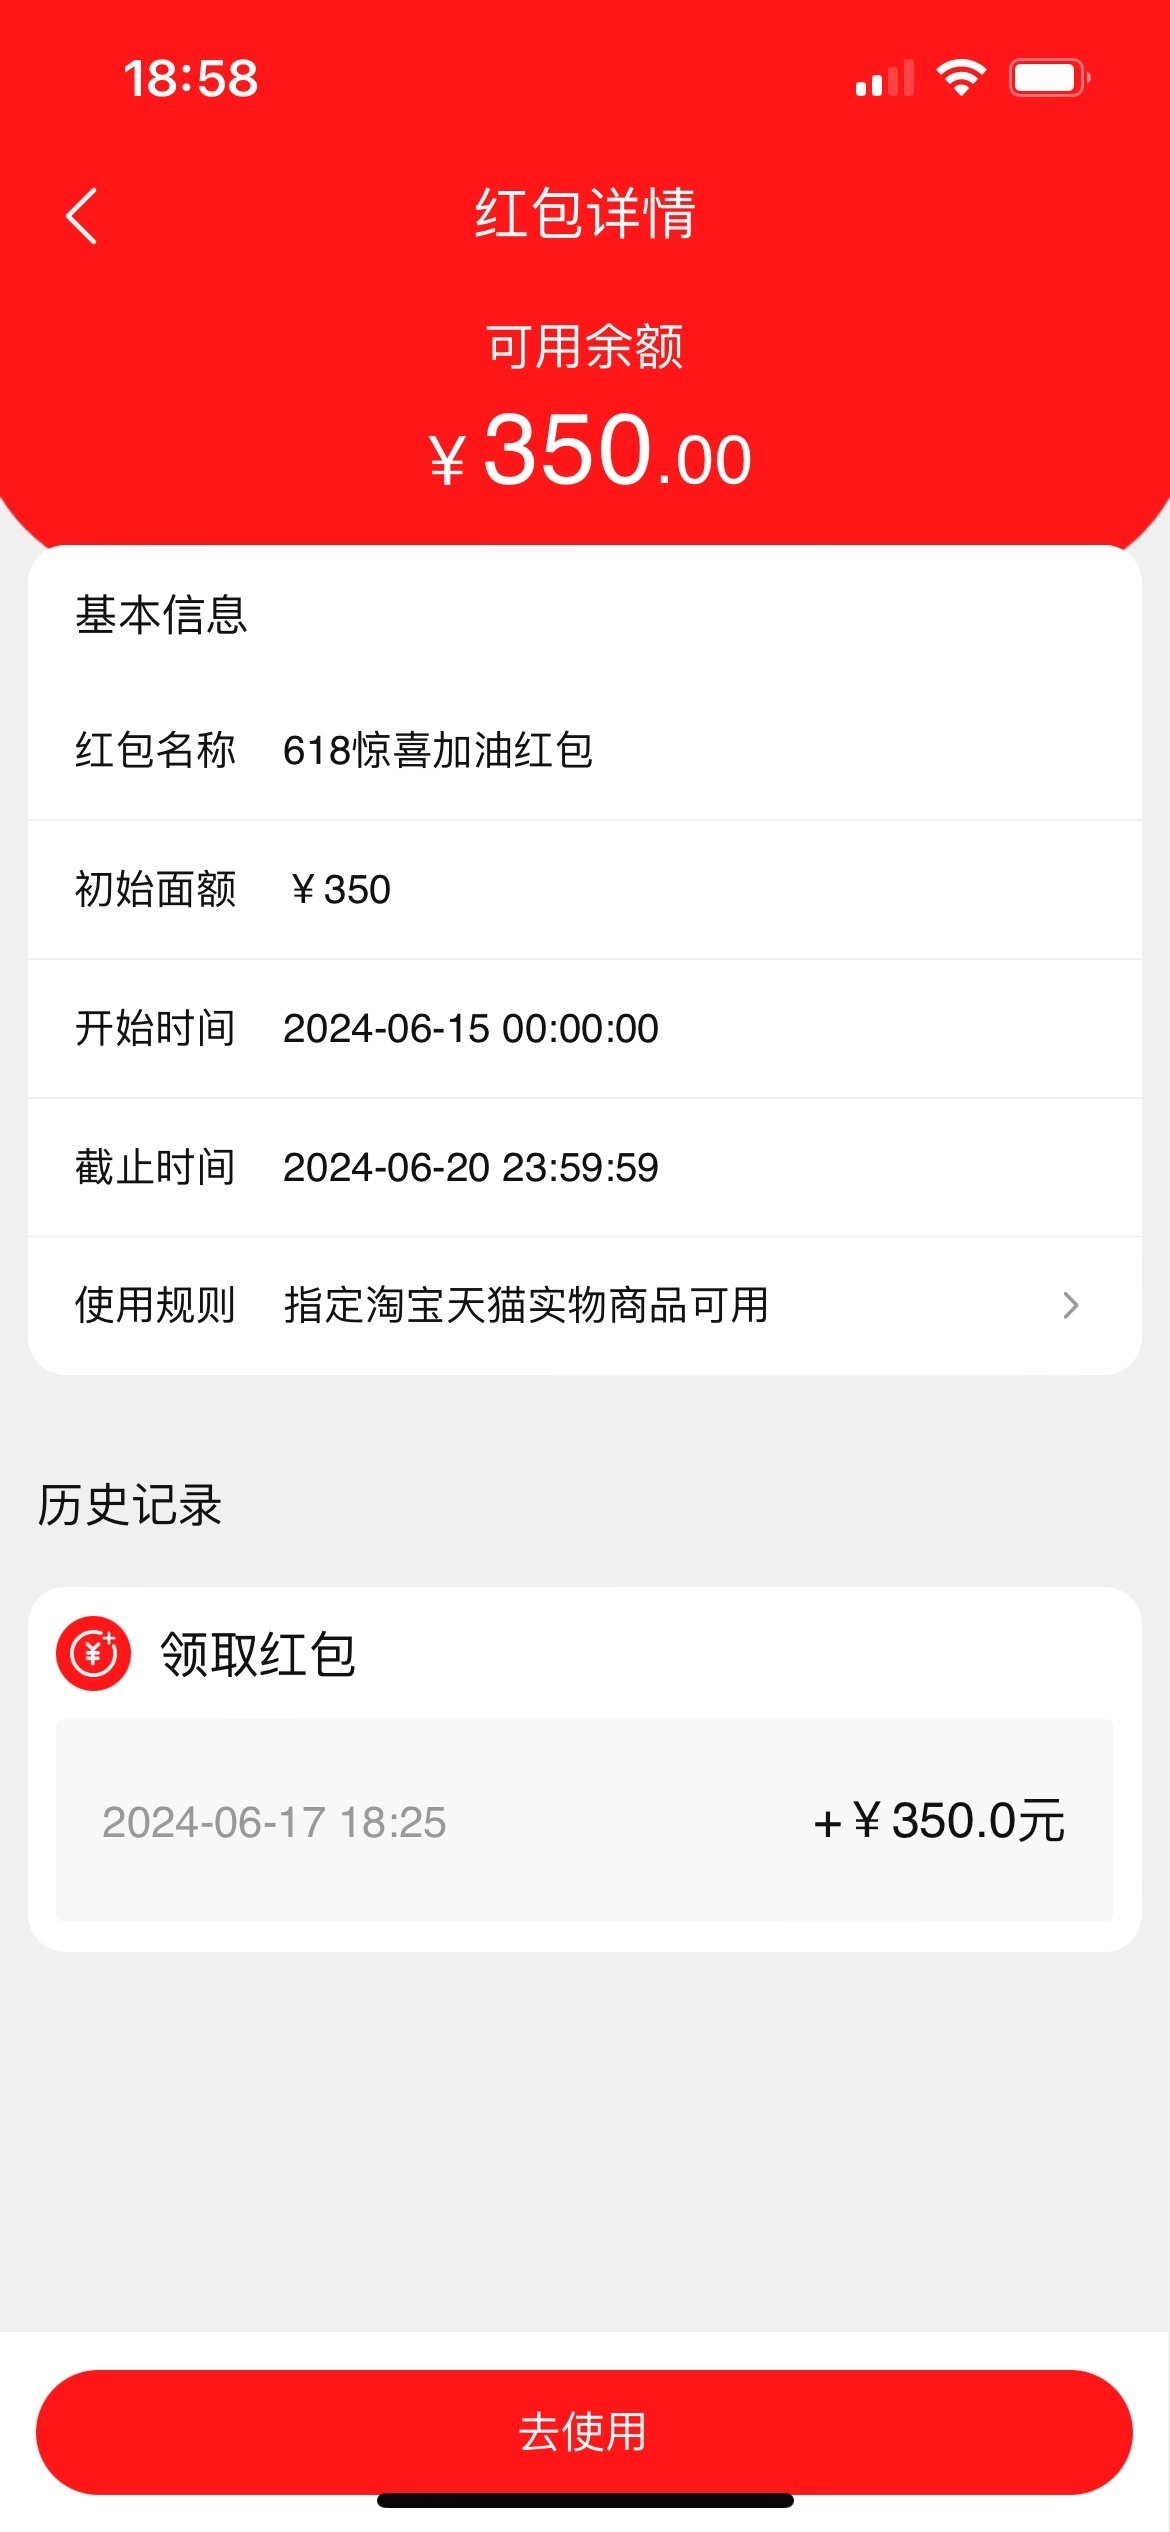 18:58
红包详情
可用余额
¥350.00
基本信息
红包名称 618惊喜加油红包
初始面额 ¥350
开始时间 2024-06-15 00:00:00
截止时间 2024-06-20 23:59:59
使用规则 指定淘宝天猫实物商品可用
历史记录
领取红包
2024-06-17 18:25 +¥350.0元
去使用